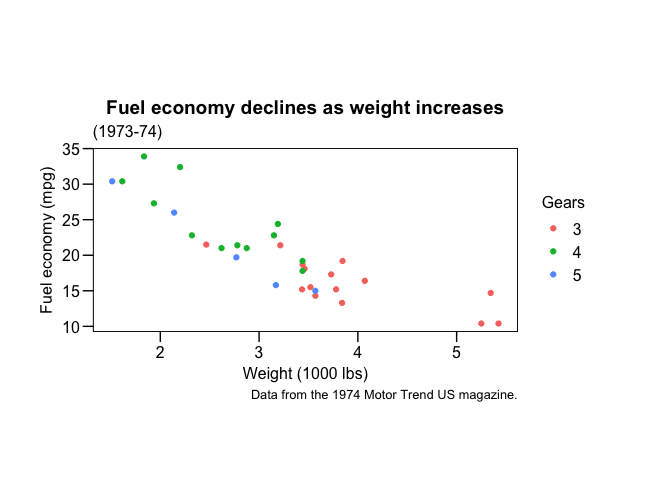 Fuel economy declines as weight increases
(1973-74)
Fuel economy (mpg)
35
30
25
20
15
10
2 3 4 5
Weight (1000 lbs)
Data from the 1974 Motor Trend US magazine.
Gears
3
4
5